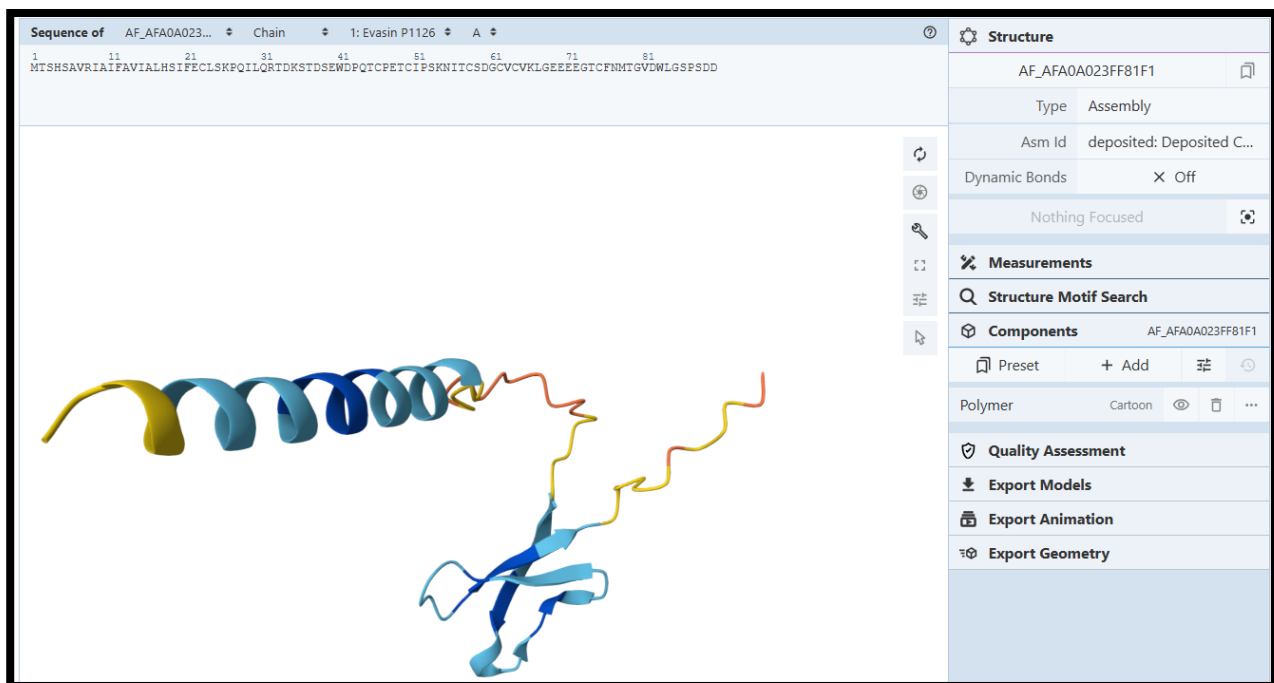 Sequence of AF_AFA0A023... Chain 1: Evasin P1126 A
1 11 21 31 41 51 61 71 81
MTSHSAVRIAIFAVIALHSIFECLSKPQILQRTDKSTDSEWDPQTCPETCIPSKNITCSDGCVCVKLGEEEEGTCFNMTGVDWLGSPSDD
Structure
AF_AFA0A023FF81F1
Type Assembly
Asm Id deposited: Deposited C...
Dynamic Bonds Off
Nothing Focused
Measurements
Structure Motif Search
Components AF_AFA0A023FF81F1
Preset + Add
Polymer Cartoon
Quality Assessment
Export Models
Export Animation
Export Geometry